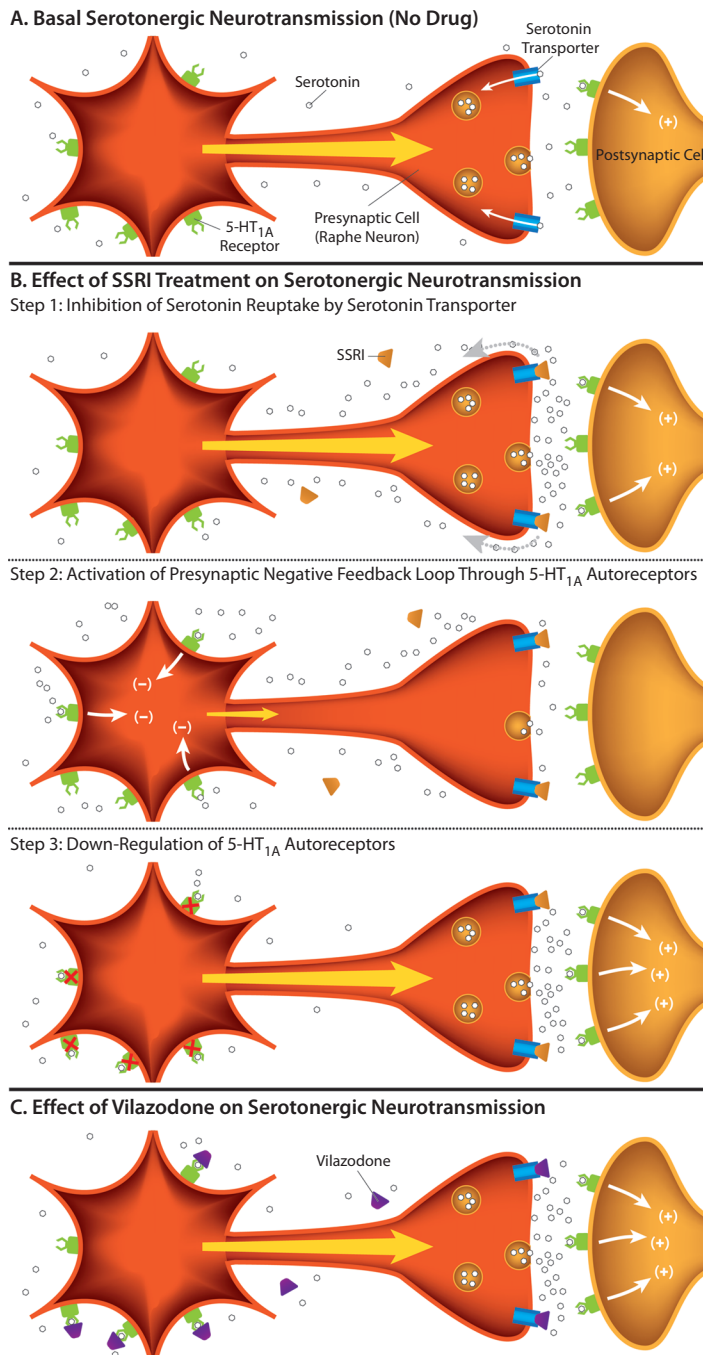 A. Basal Serotonergic Neurotransmission (No Drug)
Serotonin
Transporter
Serotonin
(+)
Postsynaptic Cel
5-HT1A
Receptor
Presynaptic Cell
(Raphe Neuron)
B. Effect of SSRI Treatment on Serotonergic Neurotransmission
Step 1: Inhibition of Serotonin Reuptake by Serotonin Transporter
SSRI
(+)
(+)
Step 2: Activation of Presynaptic Negative Feedback Loop Through 5-HT1A Autoreceptors
(−)
(−)
(−)
Step 3: Down-Regulation of 5-HT1A Autoreceptors
(+)
(+)
(+)
C. Effect of Vilazodone on Serotonergic Neurotransmission
Vilazodone
(+)
(+)
(+)